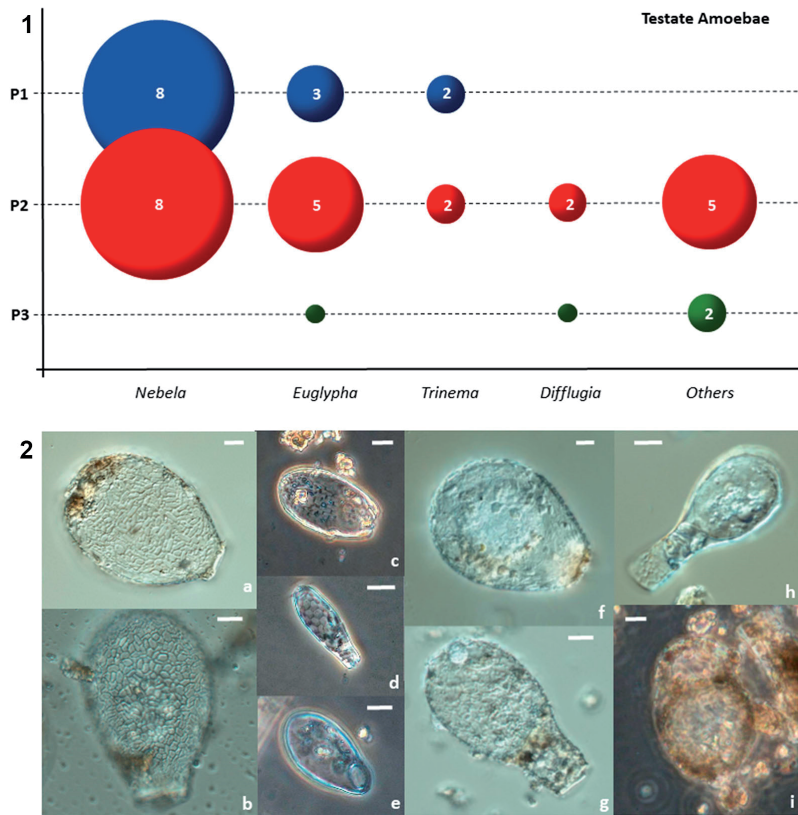 1
Testate Amoebae
P1 8 3 2
P2 8 5 2 2 5
P3 2
Nebela Euglypha Trinema Difflugia Others
2
a
b
c
d
e
f
g
h
i